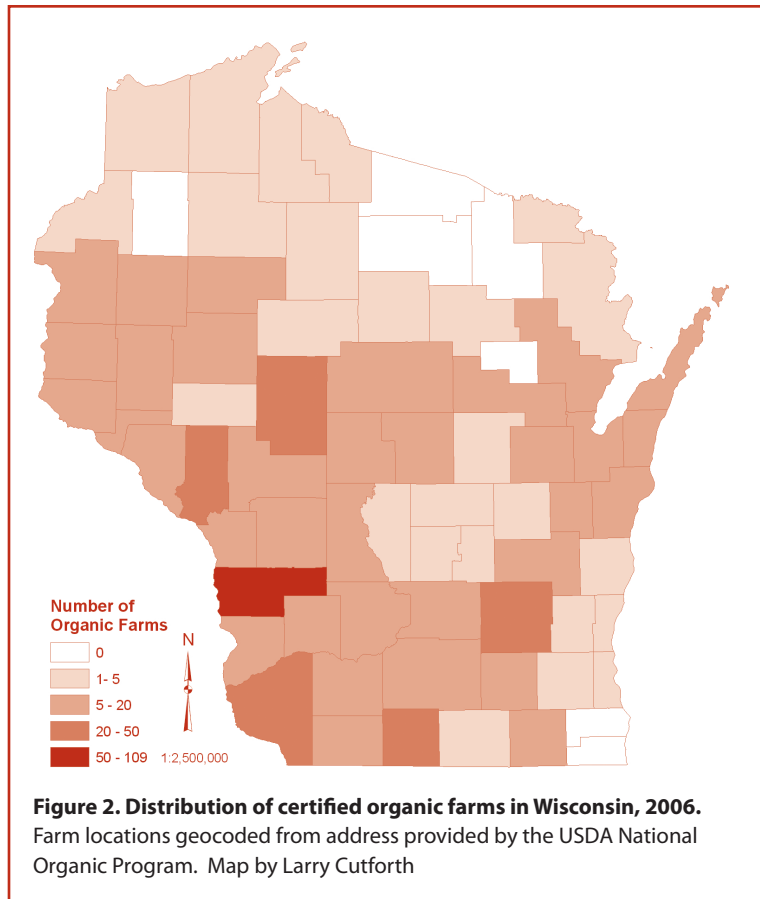 Number of
Organic Farms
N
0
1- 5
5 - 20
20 - 50
50 - 109
1:2,500,000
Figure 2. Distribution of certified organic farms in Wisconsin, 2006.
Farm locations geocoded from address provided by the USDA National
Organic Program. Map by Larry Cutforth